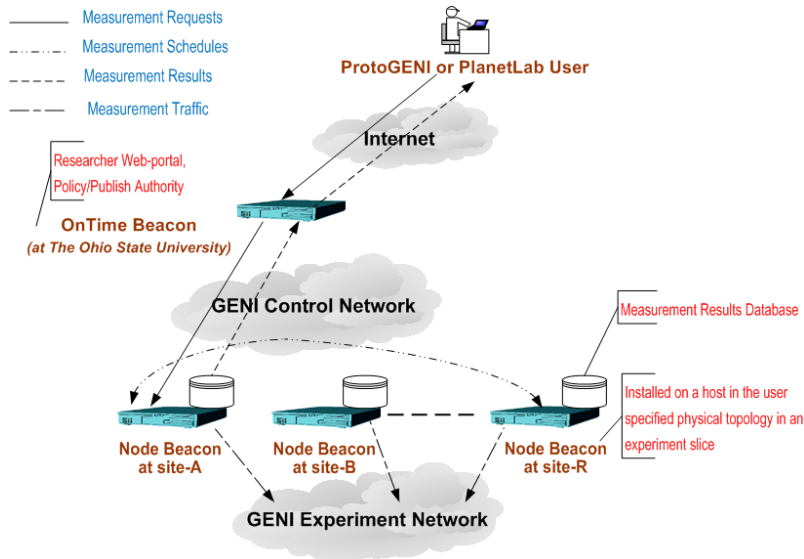 Measurement Requests
Measurement Schedules
Measurement Results
Measurement Traffic
ProtoGENI or PlanetLab User
Internet
Researcher Web-portal,
Policy/Publish Authority
OnTime Beacon
(at The Ohio State University)
GENI Control Network
Measurement Results Database
Installed on a host in the user
specified physical topology in an
experiment slice
Node Beacon
at site-A
Node Beacon
at site-B
Node Beacon
at site-R
GENI Experiment Network